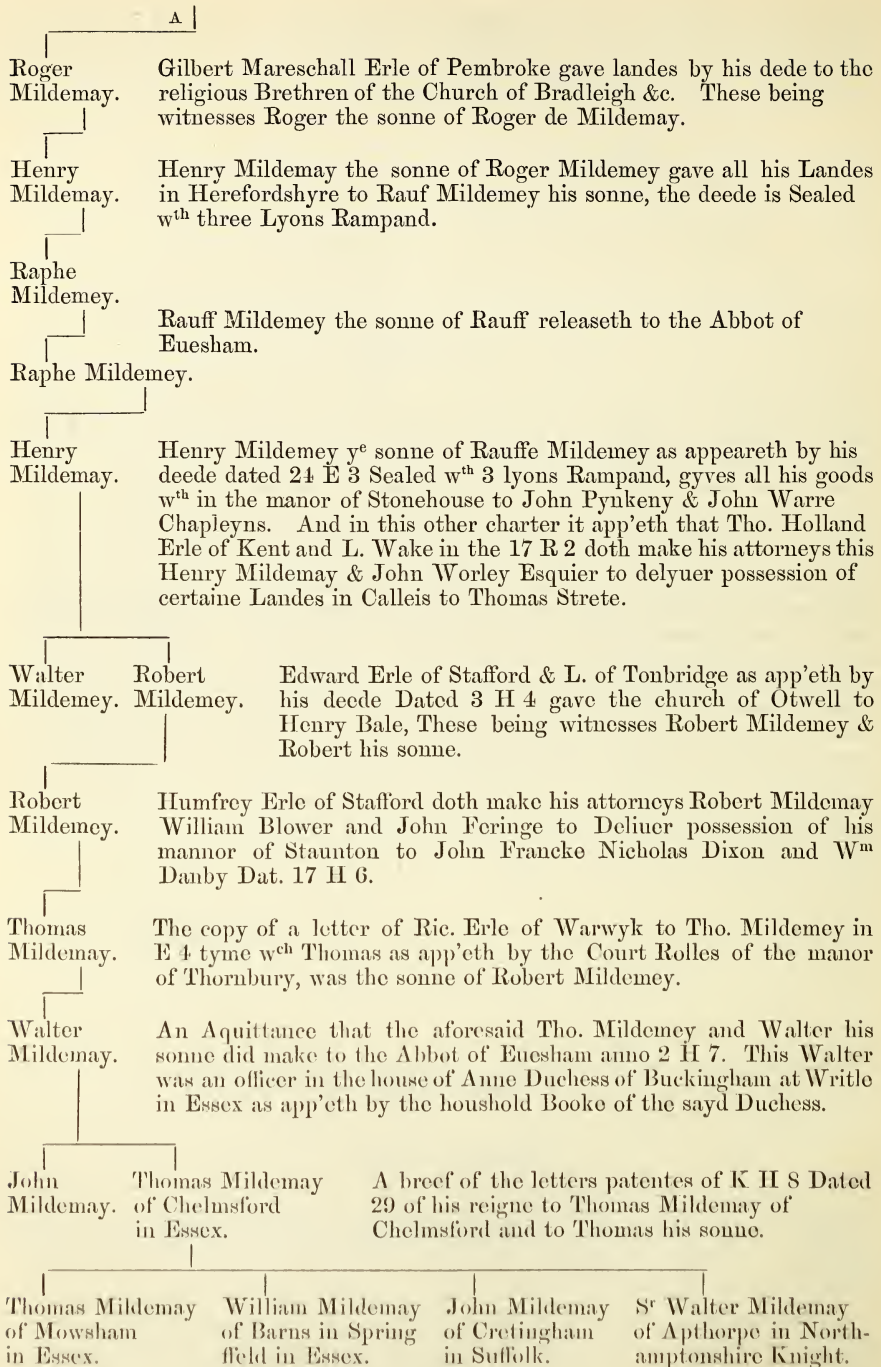 A
Roger
Mildemay.
Gilbert Mareschall Erle of Pembroke gave landes by his dede to the
religious Brethren of the Church of Bradleigh &c. These being
witnesses Roger the sonne of Roger de Mildemay.
Henry
Mildemay.
Henry Mildemay the sonne of Roger Mildemey gave all his Landes
in Herefordshyre to Rauf Mildemey his sonne, the deede is Sealed
wth three Lyons Rampand.
Raphe
Mildemey.
Rauff Mildemey the sonne of Rauff releaseth to the Abbot of
Euesham.
Raphe Mildemey.
Henry
Mildemay.
Henry Mildemey ye sonne of Rauffe Mildemey as appeareth by his
deede dated 24 E 3 Sealed wth 3 lyons Rampand, gyves all his goods
wth in the manor of Stonehouse to John Pynkeny & John Warre
Chapleyns. And in this other charter it app'eth that Tho. Holland
Erle of Kent and L. Wake in the 17 R 2 doth make his attorneys this
Henry Mildemay & John Worley Esquier to delyuer possession of
certaine Landes in Calleis to Thomas Strete.
Walter
Mildemey.
Robert
Mildemey.
Edward Erle of Stafford & L. of Tonbridge as app'eth by
his deede Dated 3 H 4 gave the church of Otwell to
Henry Bale, These being witnesses Robert Mildemey &
Robert his sonne.
Robert
Mildemey.
Humfrey Erle of Stafford doth make his attorneys Robert Mildemay
William Blower and John Feringe to Deliuer possession of his
mannor of Staunton to John Francke Nicholas Dixon and Wm
Danby Dat. 17 H 6.
Thomas
Mildemay.
The copy of a letter of Ric. Erle of Warwyk to Tho. Mildemey in
E 4 tyme wch Thomas as app'eth by the Court Rolles of the manor
of Thornbury, was the sonne of Robert Mildemey.
Walter
Mildemay.
An Aquittance that the aforesaid Tho. Mildemey and Walter his
sonne did make to the Abbot of Euesham anno 2 H 7. This Walter
was an officer in the house of Anne Duchess of Buckingham at Writle
in Essex as app'eth by the houshold Booke of the sayd Duchess.
John
Mildemay.
Thomas Mildemay
of Chelmsford
in Essex.
A breef of the letters patentes of K H 8 Dated
29 of his reigne to Thomas Mildemay of
Chelmsford and to Thomas his sonne.
Thomas Mildemay
of Mowsham
in Essex.
William Mildemay
of Barns in Spring
ffeld in Essex.
John Mildemay
of Cretingham
in Suffolk.
Sr Walter Mildemay
of Apthorpe in North-
amptonshire Knight.